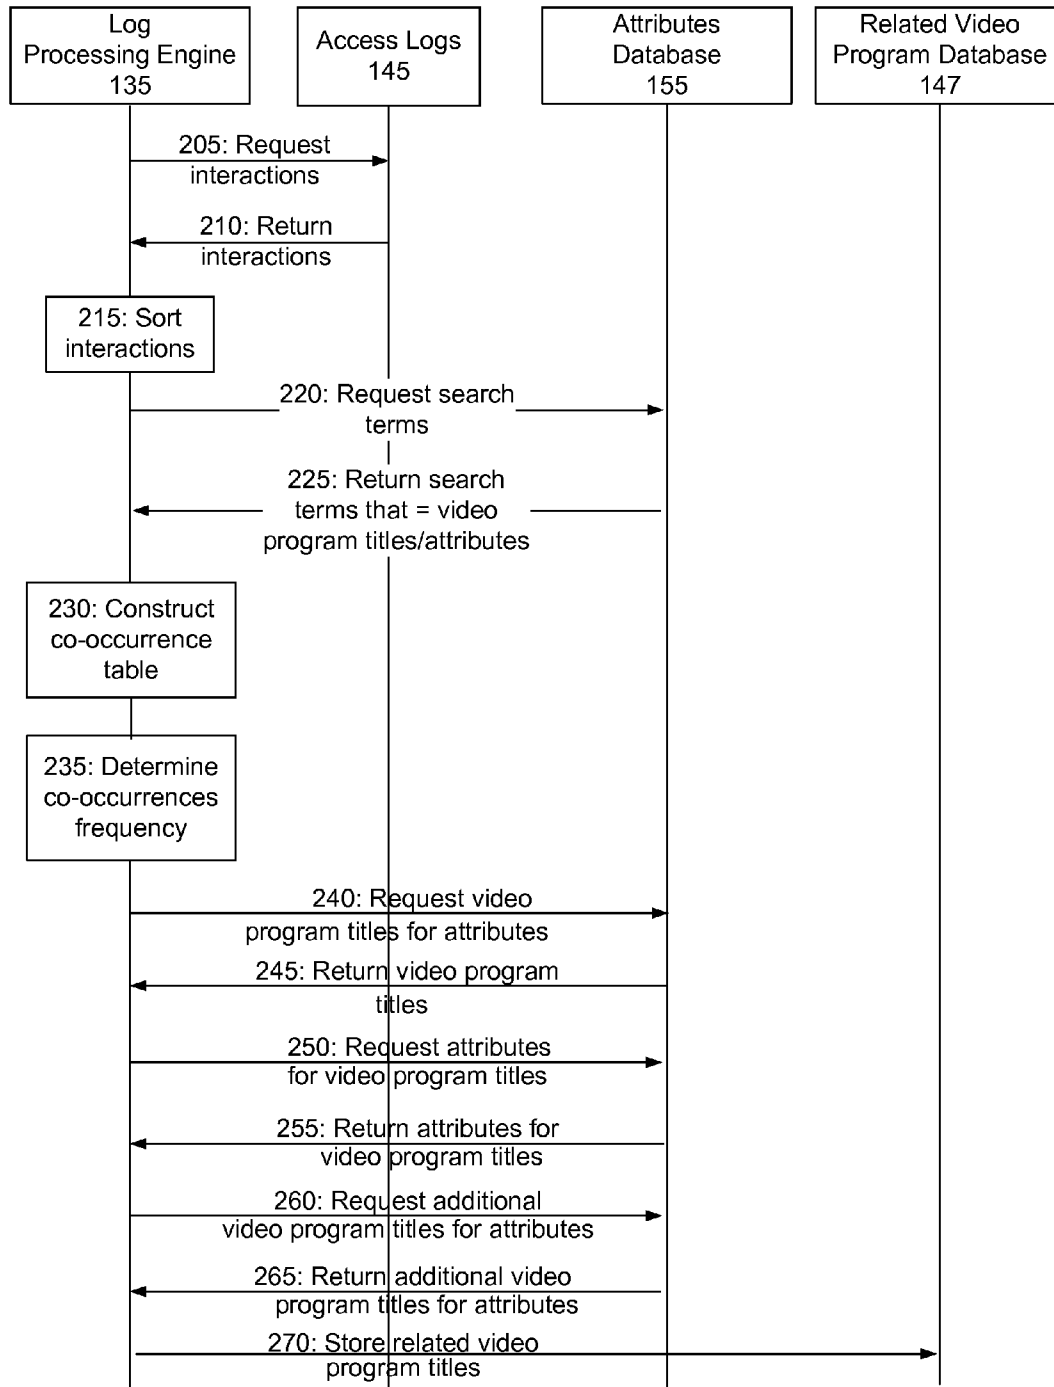 Log
Processing Engine
135
Access Logs
145
Attributes
Database
155
Related Video
Program Database
147
205: Request
interactions
210: Return
interactions
215: Sort
interactions
220: Request search
terms
225: Return search
terms that = video
program titles/attributes
230: Construct
co-occurrence
table
235: Determine
co-occurrences
frequency
240: Request video
program titles for attributes
245: Return video program
titles
250: Request attributes
for video program titles
255: Return attributes for
video program titles
260: Request additional
video program titles for attributes
265: Return additional video
program titles for attributes
270: Store related video
program titles